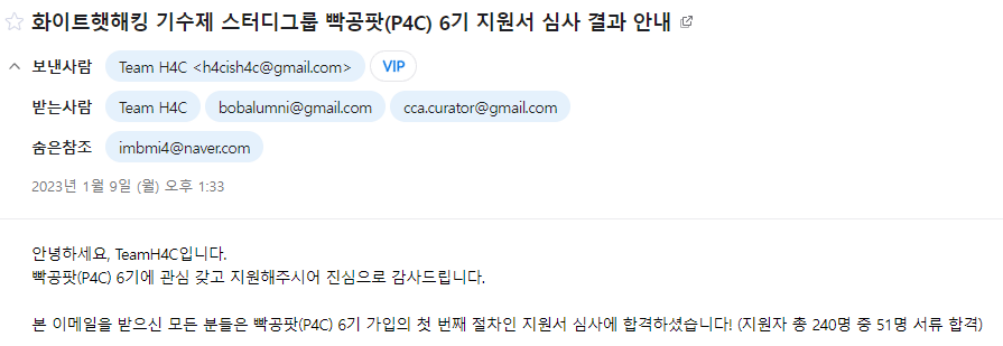 화이트햇해킹 기수제 스터디그룹 빡공팟(P4C) 6기 지원서 심사 결과 안내
보낸사람 Team H4C <h4cish4c@gmail.com> VIP
받는사람 Team H4C bobalumni@gmail.com cca.curator@gmail.com
숨은참조 imbmi4@naver.com
2023년 1월 9일 (월) 오후 1:33
안녕하세요, TeamH4C입니다.
빡공팟(P4C) 6기에 관심 갖고 지원해주시어 진심으로 감사드립니다.
본 이메일을 받으신 모든 분들은 빡공팟(P4C) 6기 가입의 첫 번째 절차인 지원서 심사에 합격하셨습니다! (지원자 총 240명 중 51명 서류 합격)